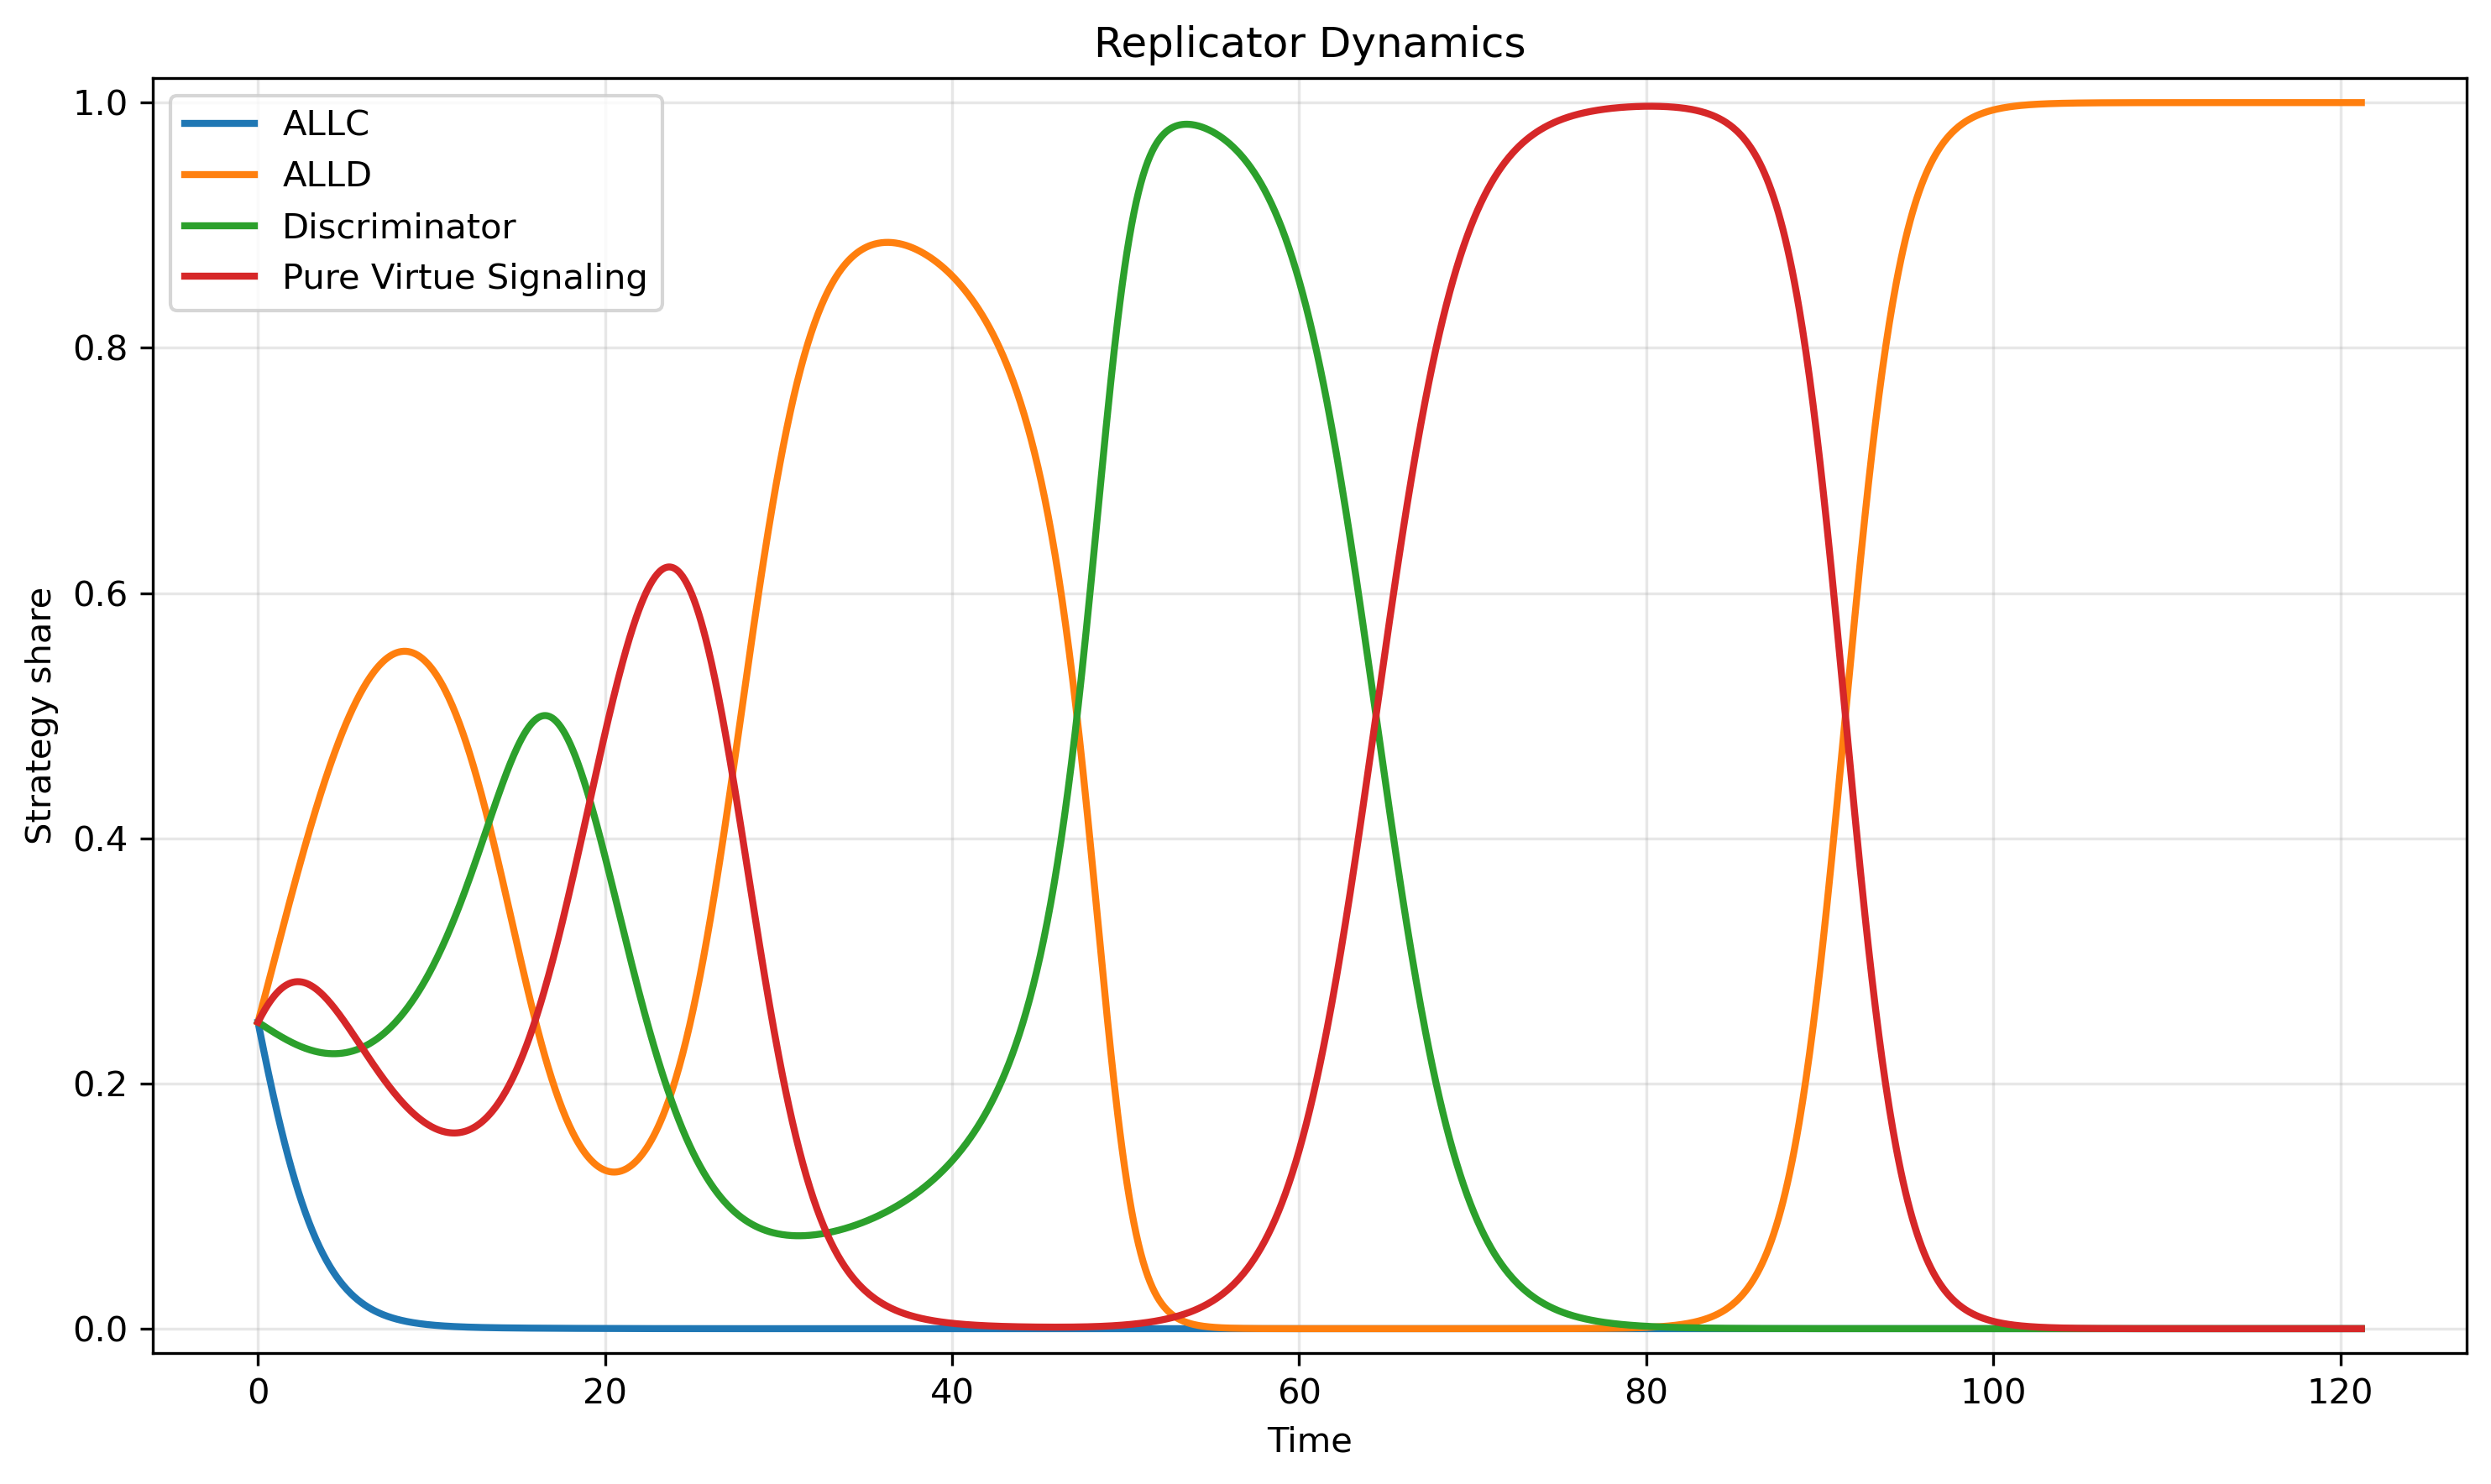 Replicator Dynamics
ALLC
ALLD
Discriminator
Pure Virtue Signaling
Strategy share
1.0
0.8
0.6
0.4
0.2
0.0
0 20 40 60 80 100 120
Time